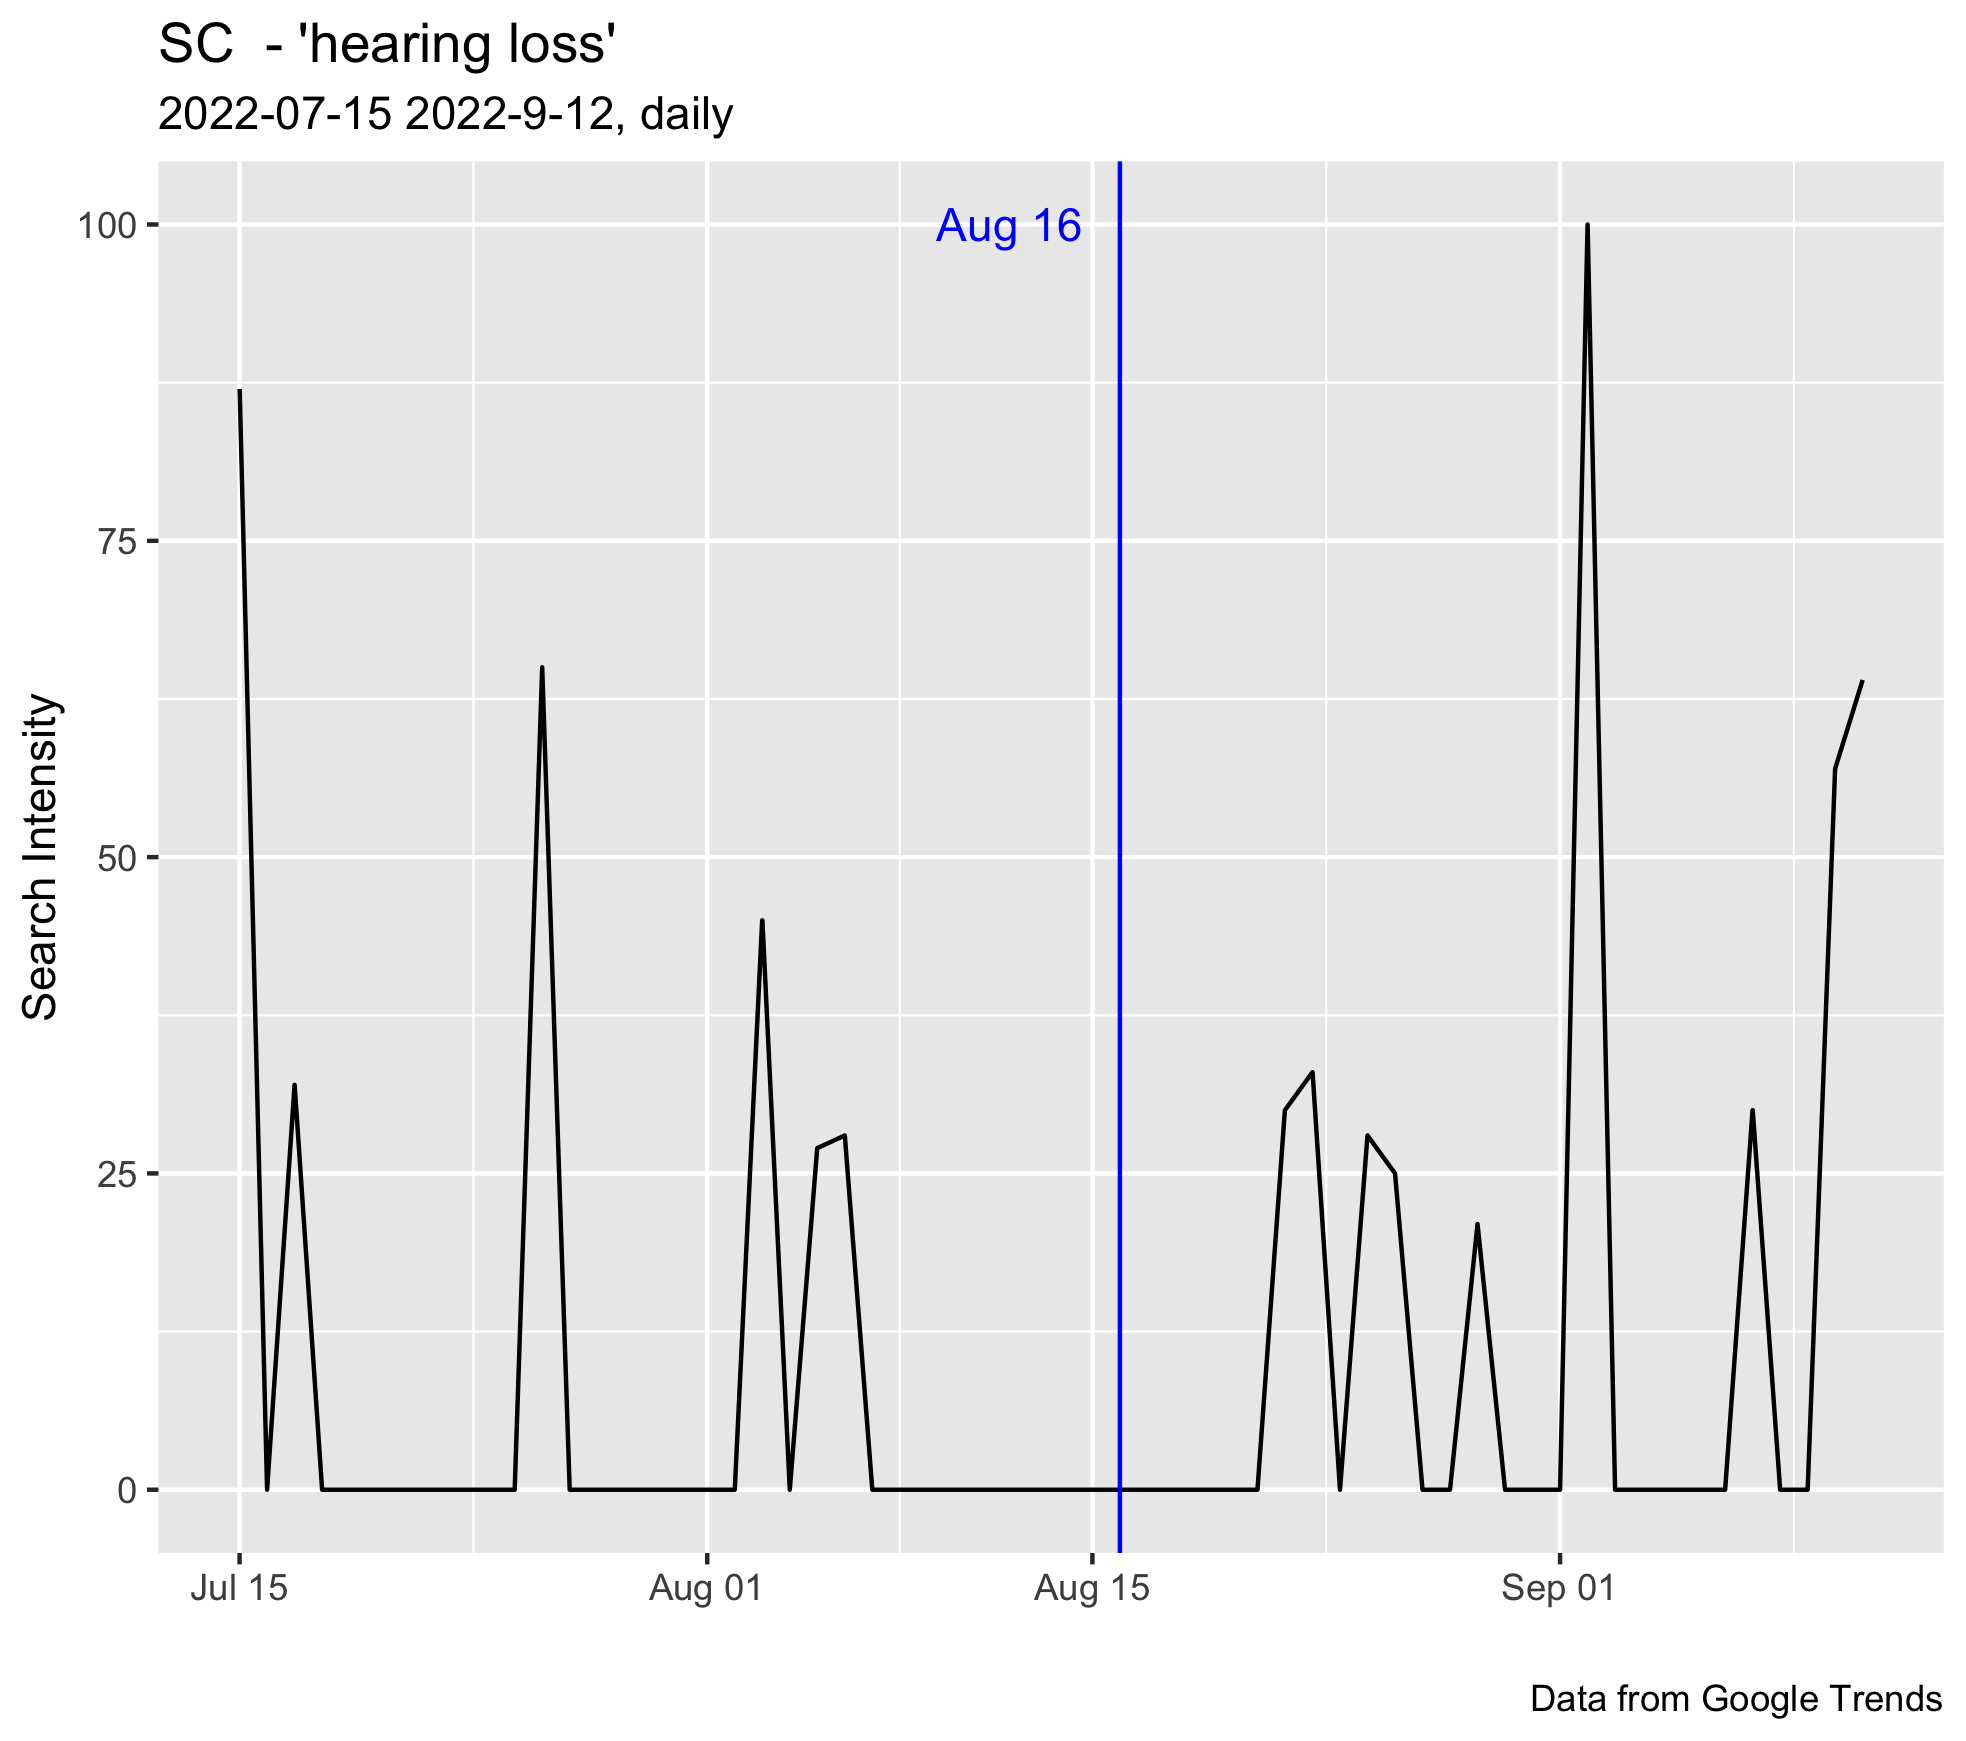 SC  - 'hearing loss'
2022-07-15 2022-9-12, daily
Aug 16
100
75
50
25
0
Search Intensity
Jul 15
Aug 01
Aug 15
Sep 01
Data from Google Trends